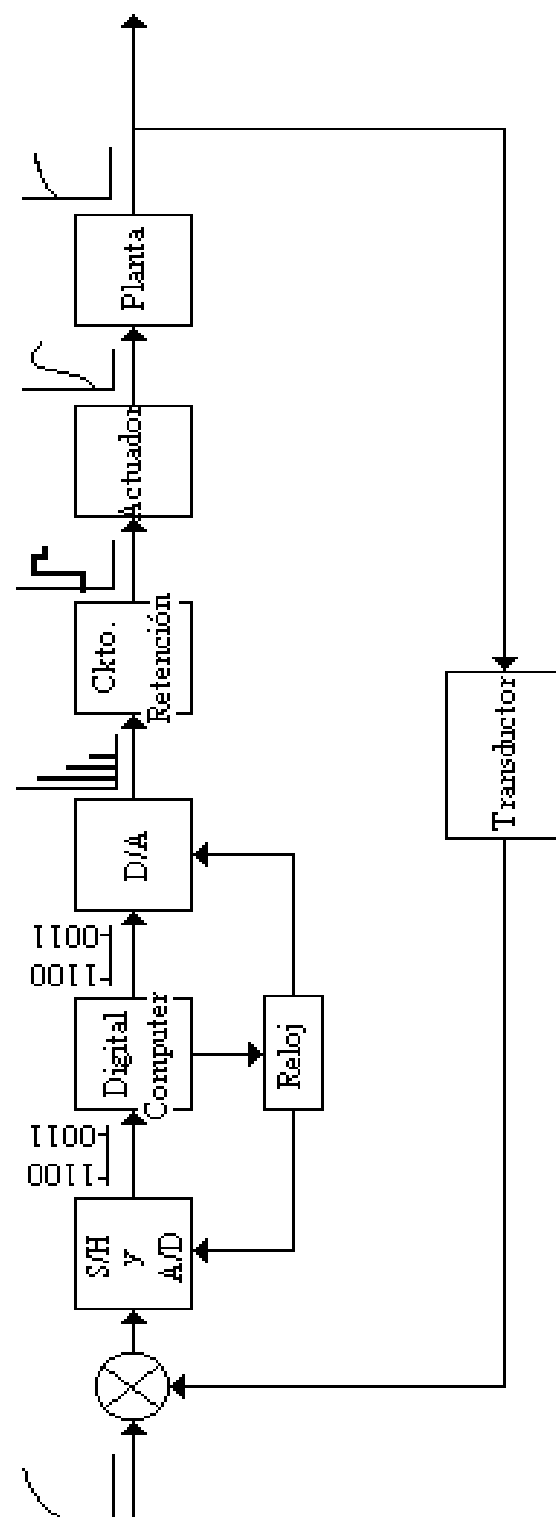 S/H
y
A/D
1100
0011
Digital
Computer
1100
0011
D/A
Reloj
Ckto.
Retención
Actuador
Planta
Transductor